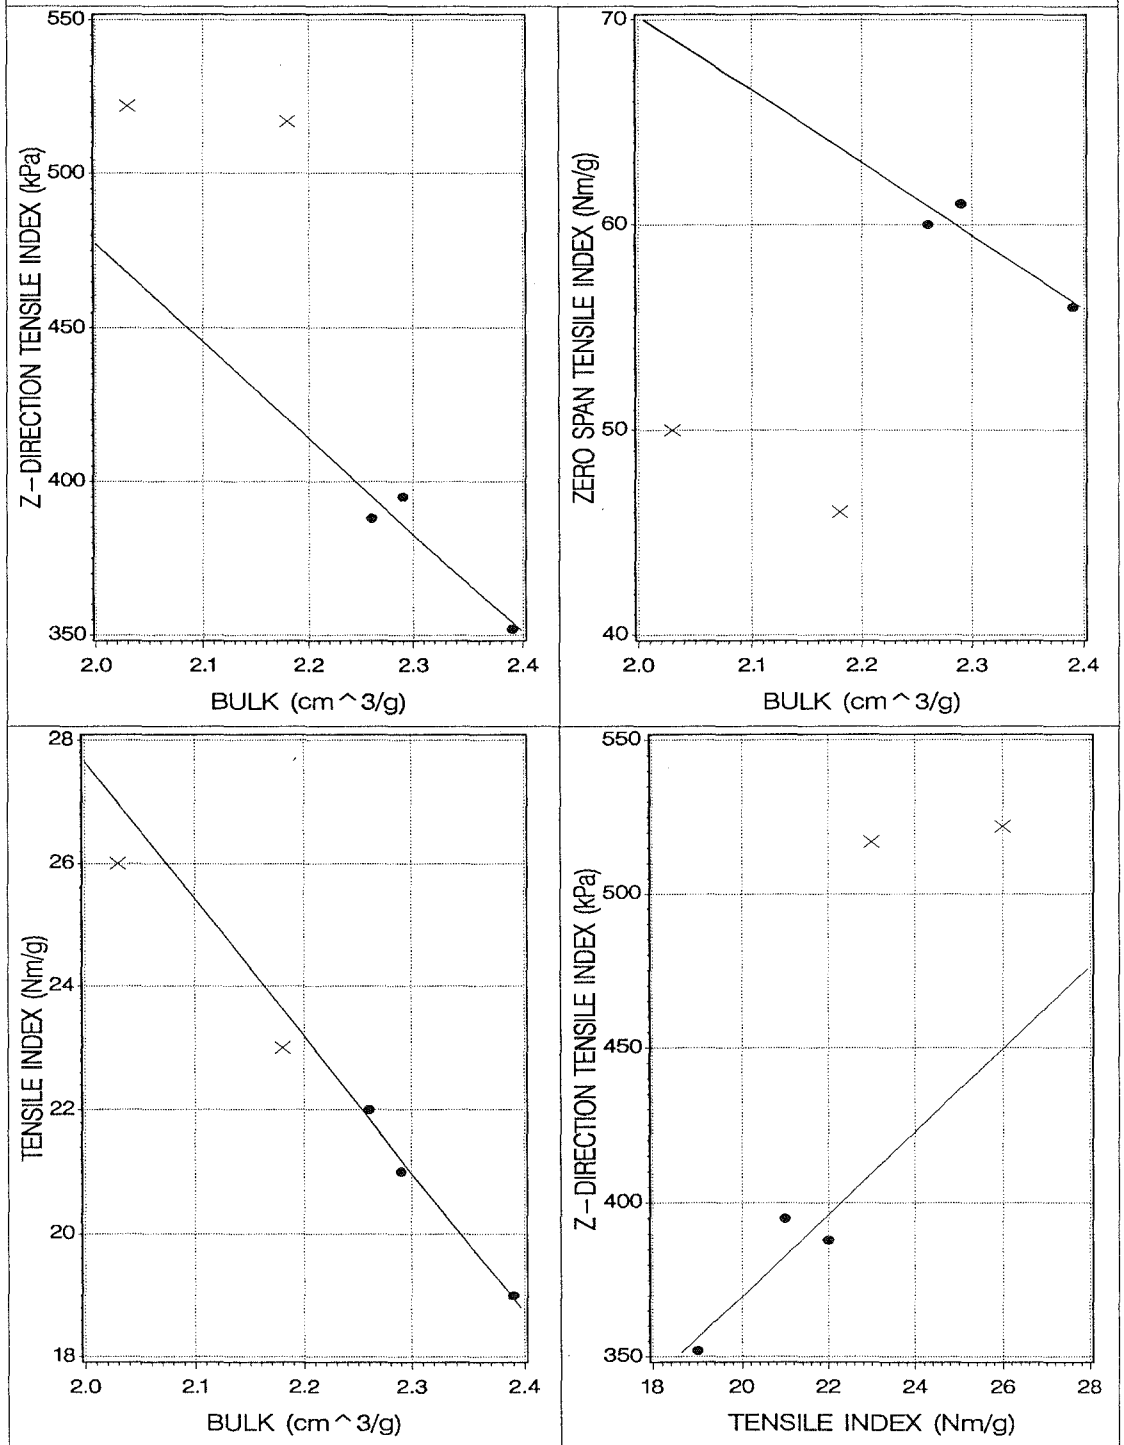 550
500
450
400
350
Z-DIRECTION TENSILE INDEX (kPa)
2.0 2.1 2.2 2.3 2.4
BULK (cm^3/g)
70
60
50
40
ZERO SPAN TENSILE INDEX (Nm/g)
2.0 2.1 2.2 2.3 2.4
BULK (cm^3/g)
28
26
24
22
20
18
TENSILE INDEX (Nm/g)
2.0 2.1 2.2 2.3 2.4
BULK (cm^3/g)
550
500
450
400
350
Z-DIRECTION TENSILE INDEX (kPa)
18 20 22 24 26 28
TENSILE INDEX (Nm/g)